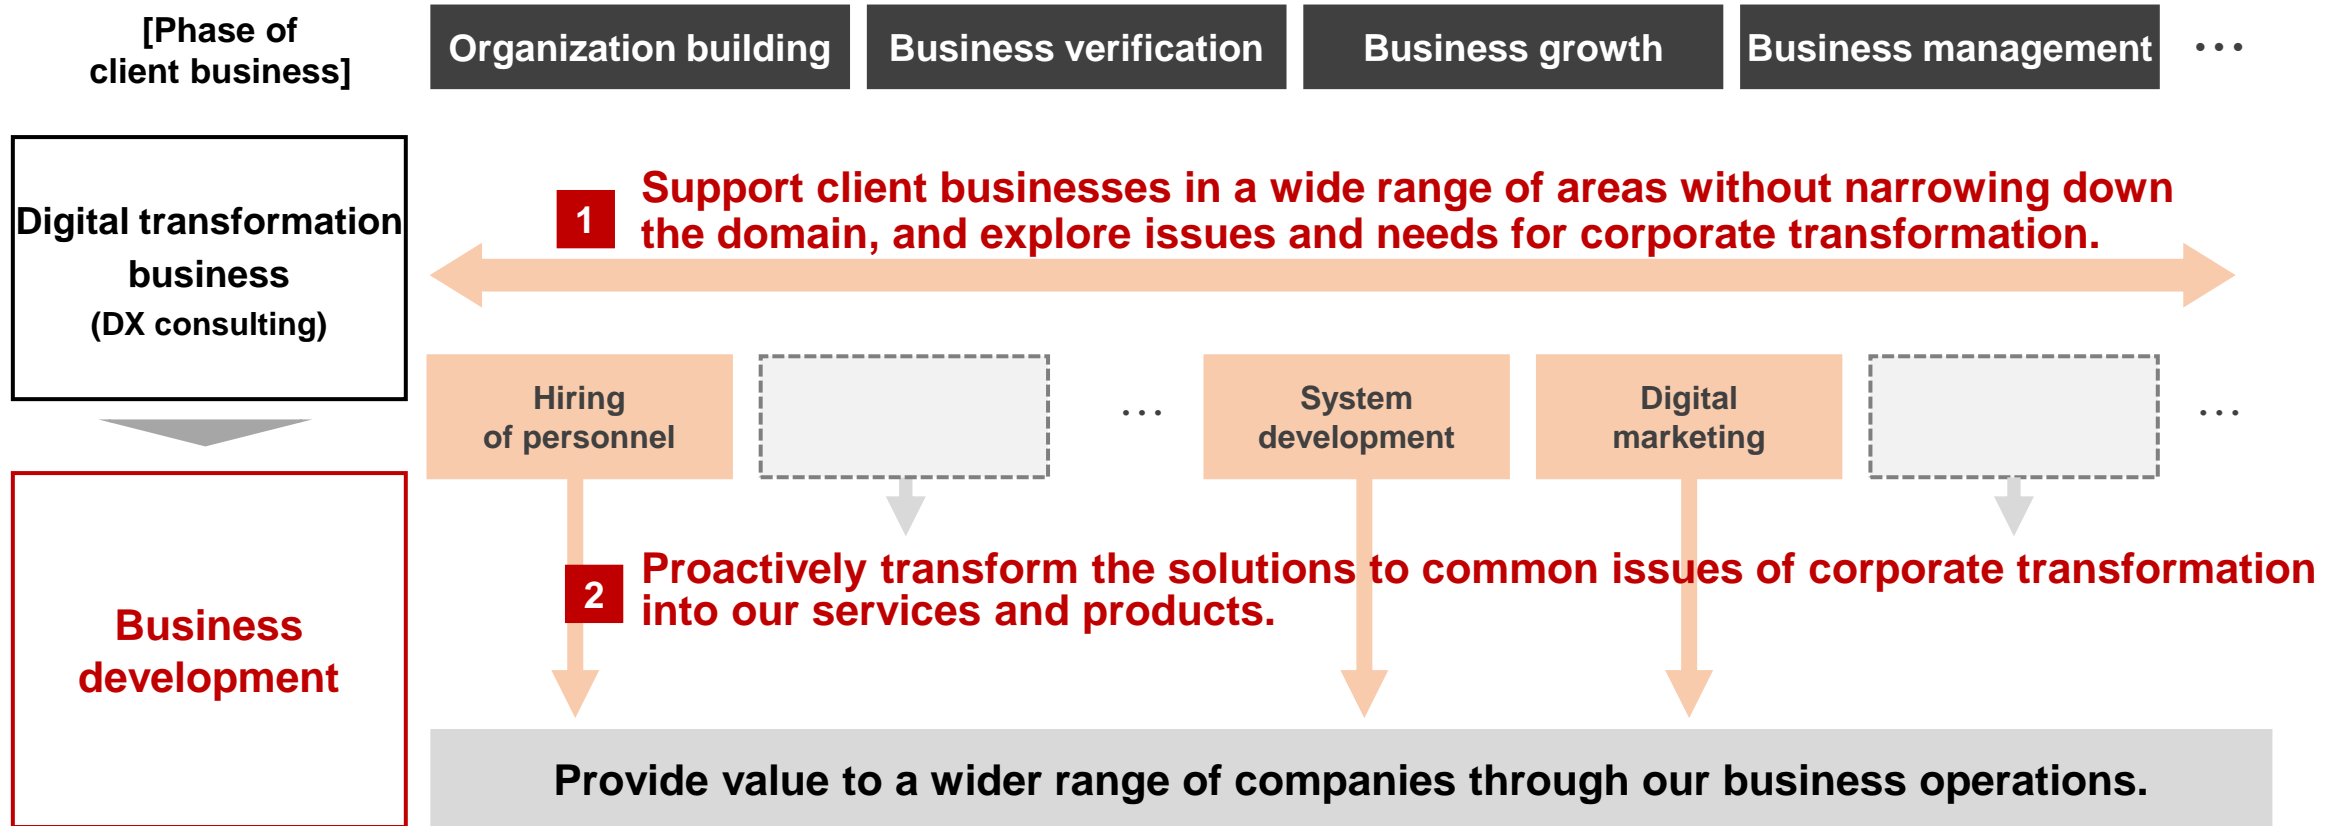 [Phase of
client business]
Organization building
Business verification
Business growth
Business management
…
Digital transformation
business
(DX consulting)
1
Support client businesses in a wide range of areas without narrowing down
the domain, and explore issues and needs for corporate transformation.
Hiring
of personnel
…
System
development
Digital
marketing
…
Business
development
2
Proactively transform the solutions to common issues of corporate transformation
into our services and products.
Provide value to a wider range of companies through our business operations.